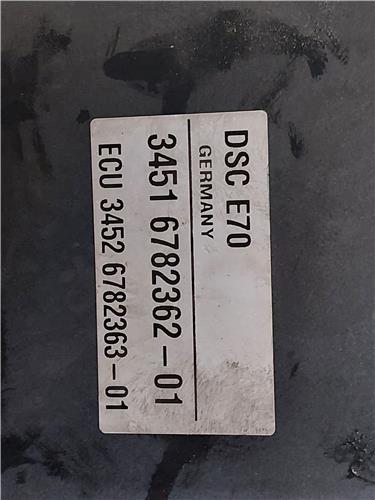 DSC E70
GERMANY
3451 6782362-01
ECU 3452 6782363-01